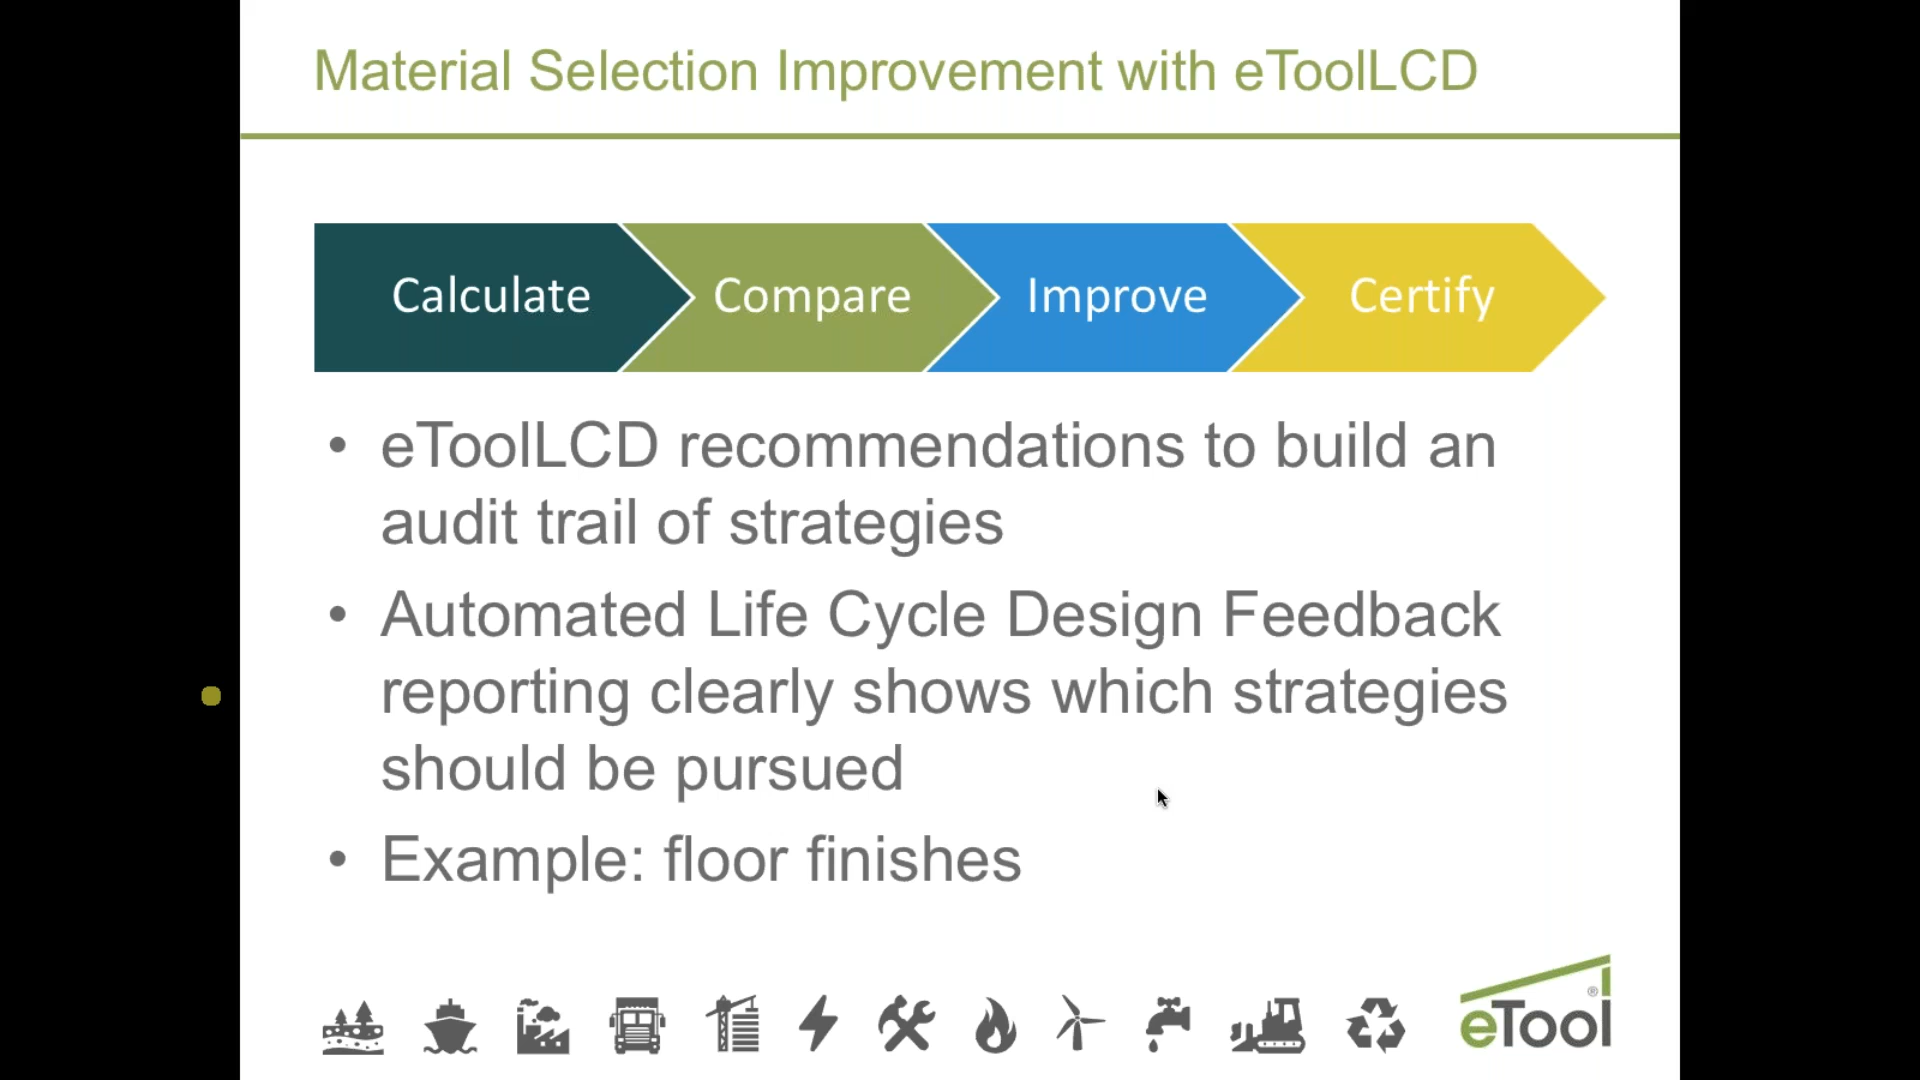 Material Selection Improvement with eToolLCD
Calculate
Compare
Improve
Certify
• eToolLCD recommendations to build an
audit trail of strategies
• Automated Life Cycle Design Feedback
reporting clearly shows which strategies
should be pursued
• Example: floor finishes
eTool®